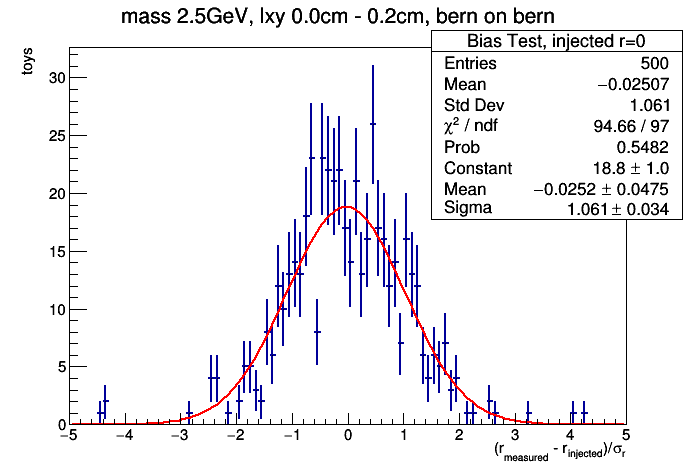 mass 2.5GeV, lxy 0.0cm - 0.2cm, bern on bern
Bias Test, injected r=0
Entries 500
Mean −0.02507
Std Dev 1.061
χ² / ndf 94.66 / 97
Prob 0.5482
Constant 18.8 ± 1.0
Mean −0.0252 ± 0.0475
Sigma 1.061 ± 0.034
toys
30
25
20
15
10
5
0
−5 −4 −3 −2 −1 0 1 2 3 4 5
(r_measured - r_injected)/σ_r